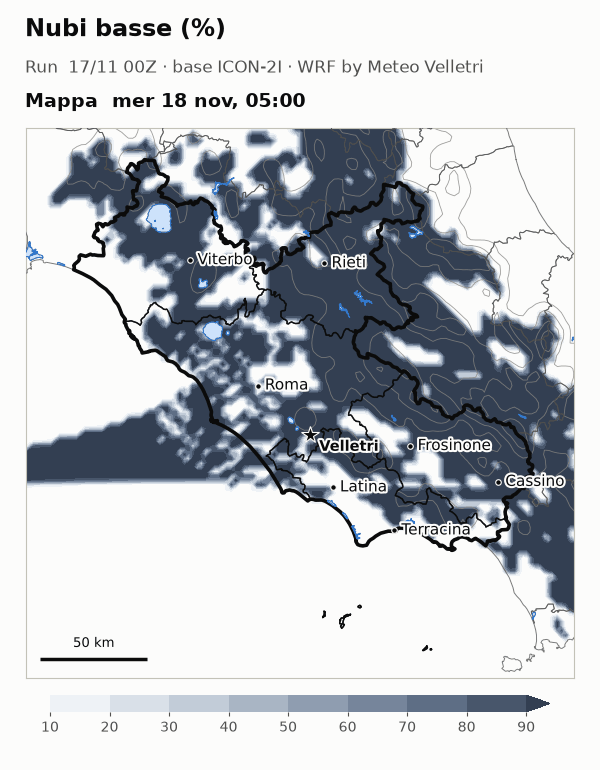 Nubi basse (%)
Run  17/11 00Z · base ICON-2I · WRF by Meteo Velletri
Mappa  mer 18 nov, 05:00
Viterbo
Rieti
Roma
Velletri
Frosinone
Cassino
Latina
Terracina
50 km
10 20 30 40 50 60 70 80 90